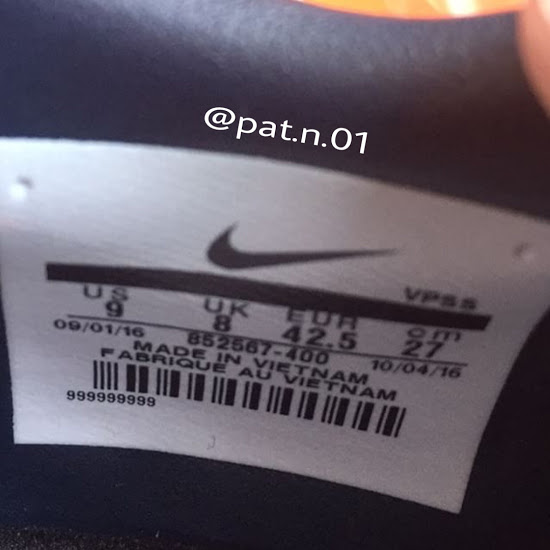 @pat.n.01
VPSS
US UK EUR cm
9 8 42.5 27
09/01/16 852567-400 10/04/16
MADE IN VIETNAM
FABRIQUE AU VIETNAM
999999999